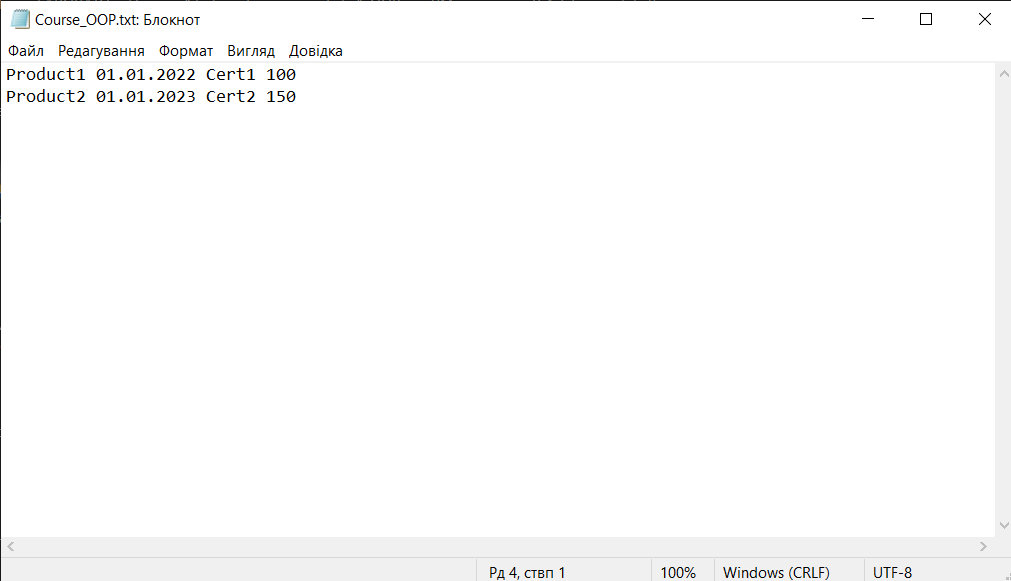 Course_OOP.txt: Блокнот
Файл Редагування Формат Вигляд Довідка
Product1 01.01.2022 Cert1 100
Product2 01.01.2023 Cert2 150
Рд 4, ствп 1 100% Windows (CRLF) UTF-8